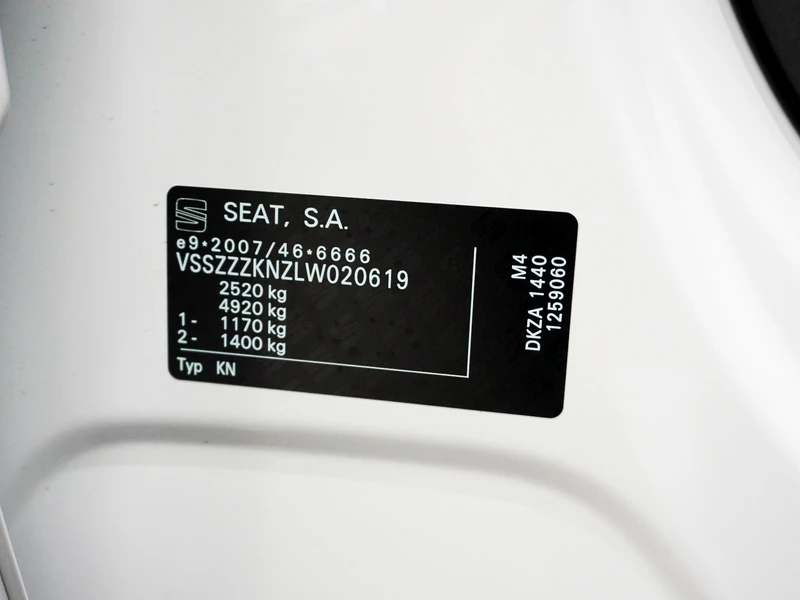 SEAT, S.A.
e9*2007/46*6666
VSSZZZKNZLW020619
2520 kg
4920 kg
1- 1170 kg
2- 1400 kg
Typ KN
M4
DKZA 1440
1259060